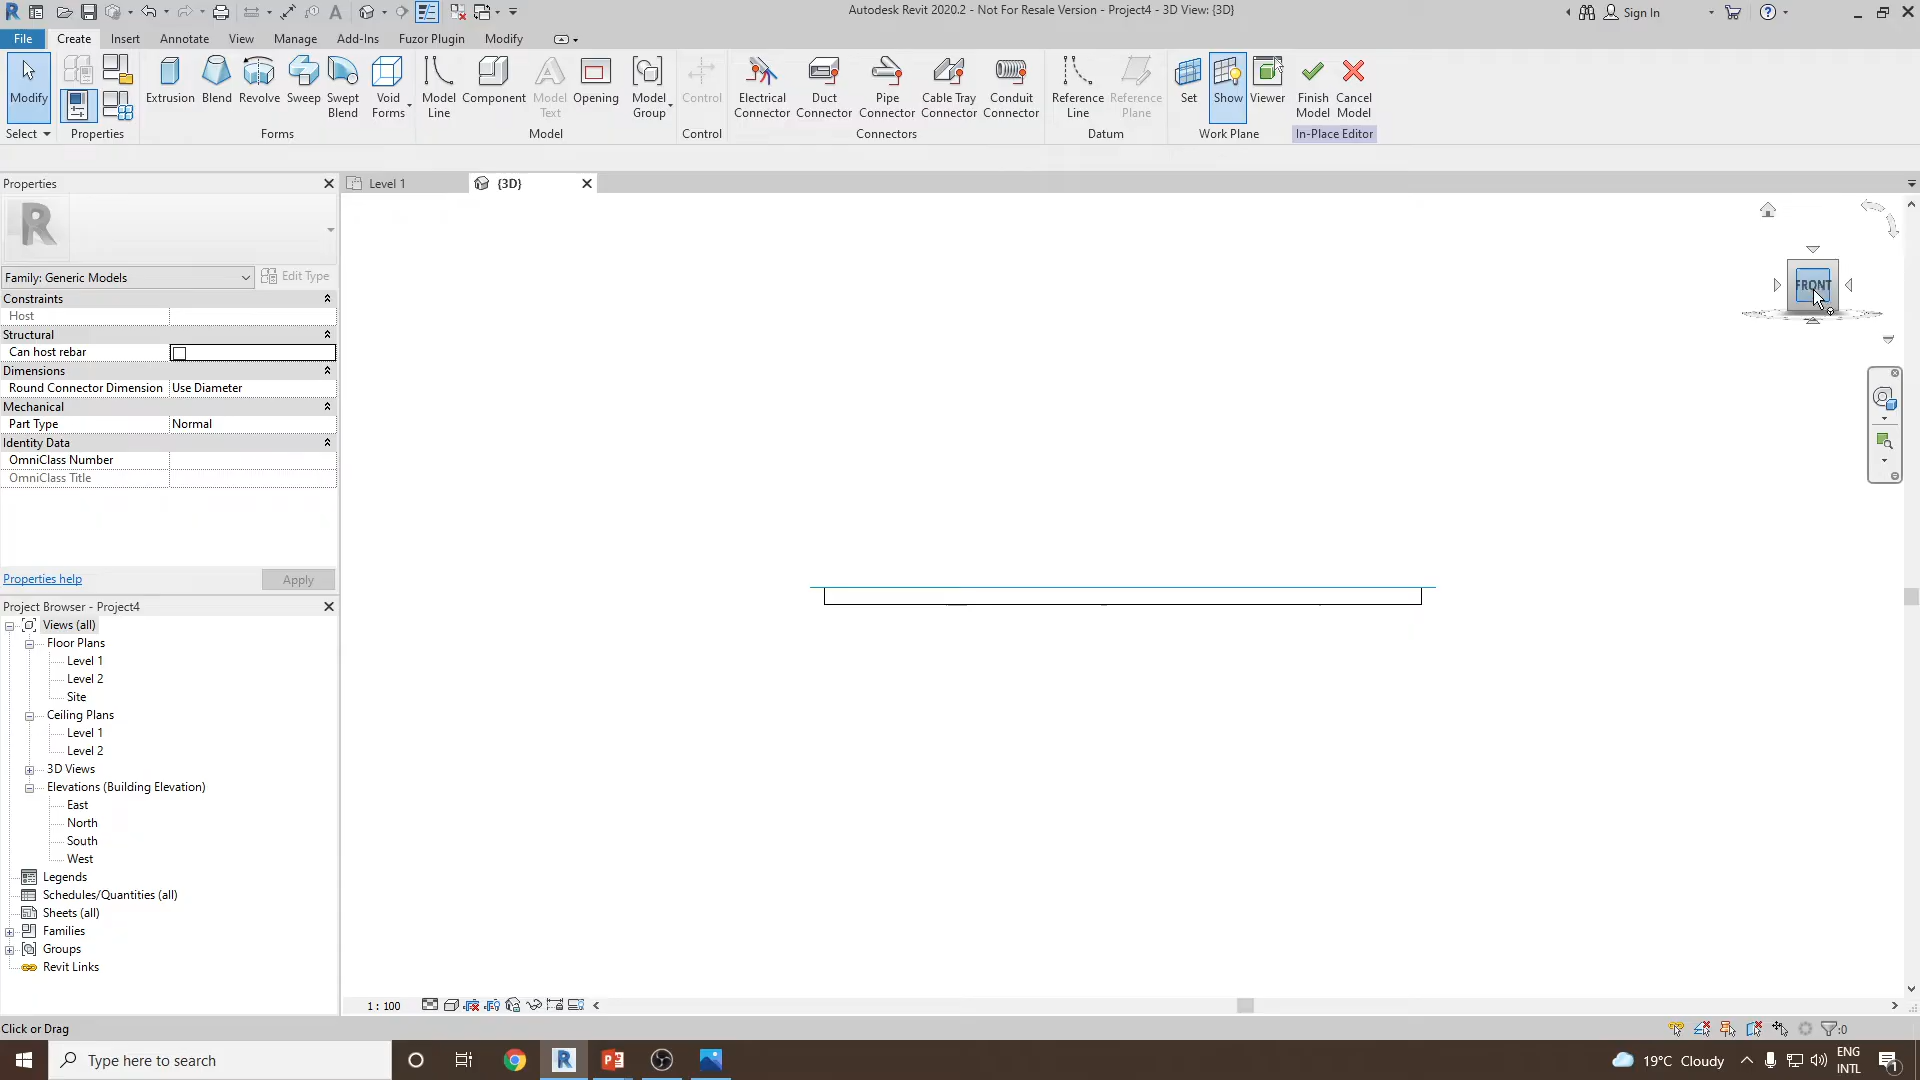 Autodesk Revit 2020.2 - Not For Resale Version - Project4 - 3D View: {3D}
Sign In
File Create Insert Annotate View Manage Add-Ins Fuzor Plugin Modify
Modify
Extrusion Blend Revolve Sweep Swept Blend Void Forms
Model Line Component Model Text Opening Model Group
Control
Electrical Connector Duct Connector Pipe Connector Cable Tray Connector Conduit Connector
Reference Line Reference Plane
Set Show Viewer
Finish Model Cancel Model
Select Properties Forms Model Control Connectors Datum Work Plane In-Place Editor
Properties
Level 1
{3D}
R
Family: Generic Models
Edit Type
Constraints
Host
Structural
Can host rebar
Dimensions
Round Connector Dimension Use Diameter
Mechanical
Part Type Normal
Identity Data
OmniClass Number
OmniClass Title
Properties help
Apply
FRONT
Project Browser - Project4
Views (all)
Floor Plans
Level 1
Level 2
Site
Ceiling Plans
Level 1
Level 2
3D Views
Elevations (Building Elevation)
East
North
South
West
Legends
Schedules/Quantities (all)
Sheets (all)
Families
Groups
Revit Links
1 : 100
Click or Drag
:0
Type here to search
19°C Cloudy
ENG
INTL
1